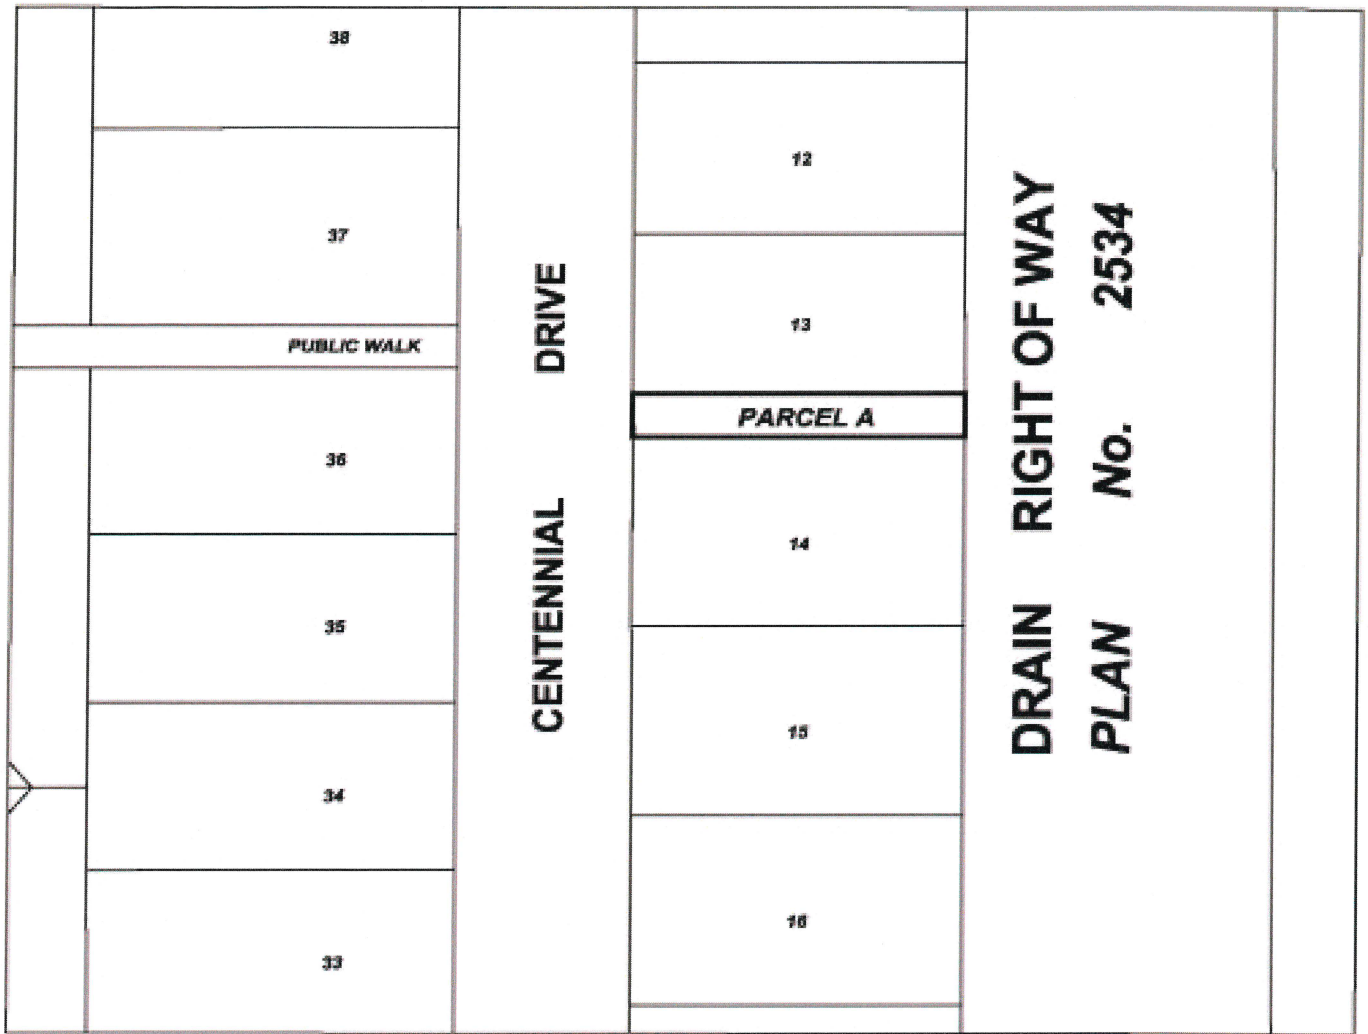 38
37
PUBLIC WALK
36
35
34
33
CENTENNIAL DRIVE
12
13
PARCEL A
14
15
16
DRAIN RIGHT OF WAY
PLAN No. 2534